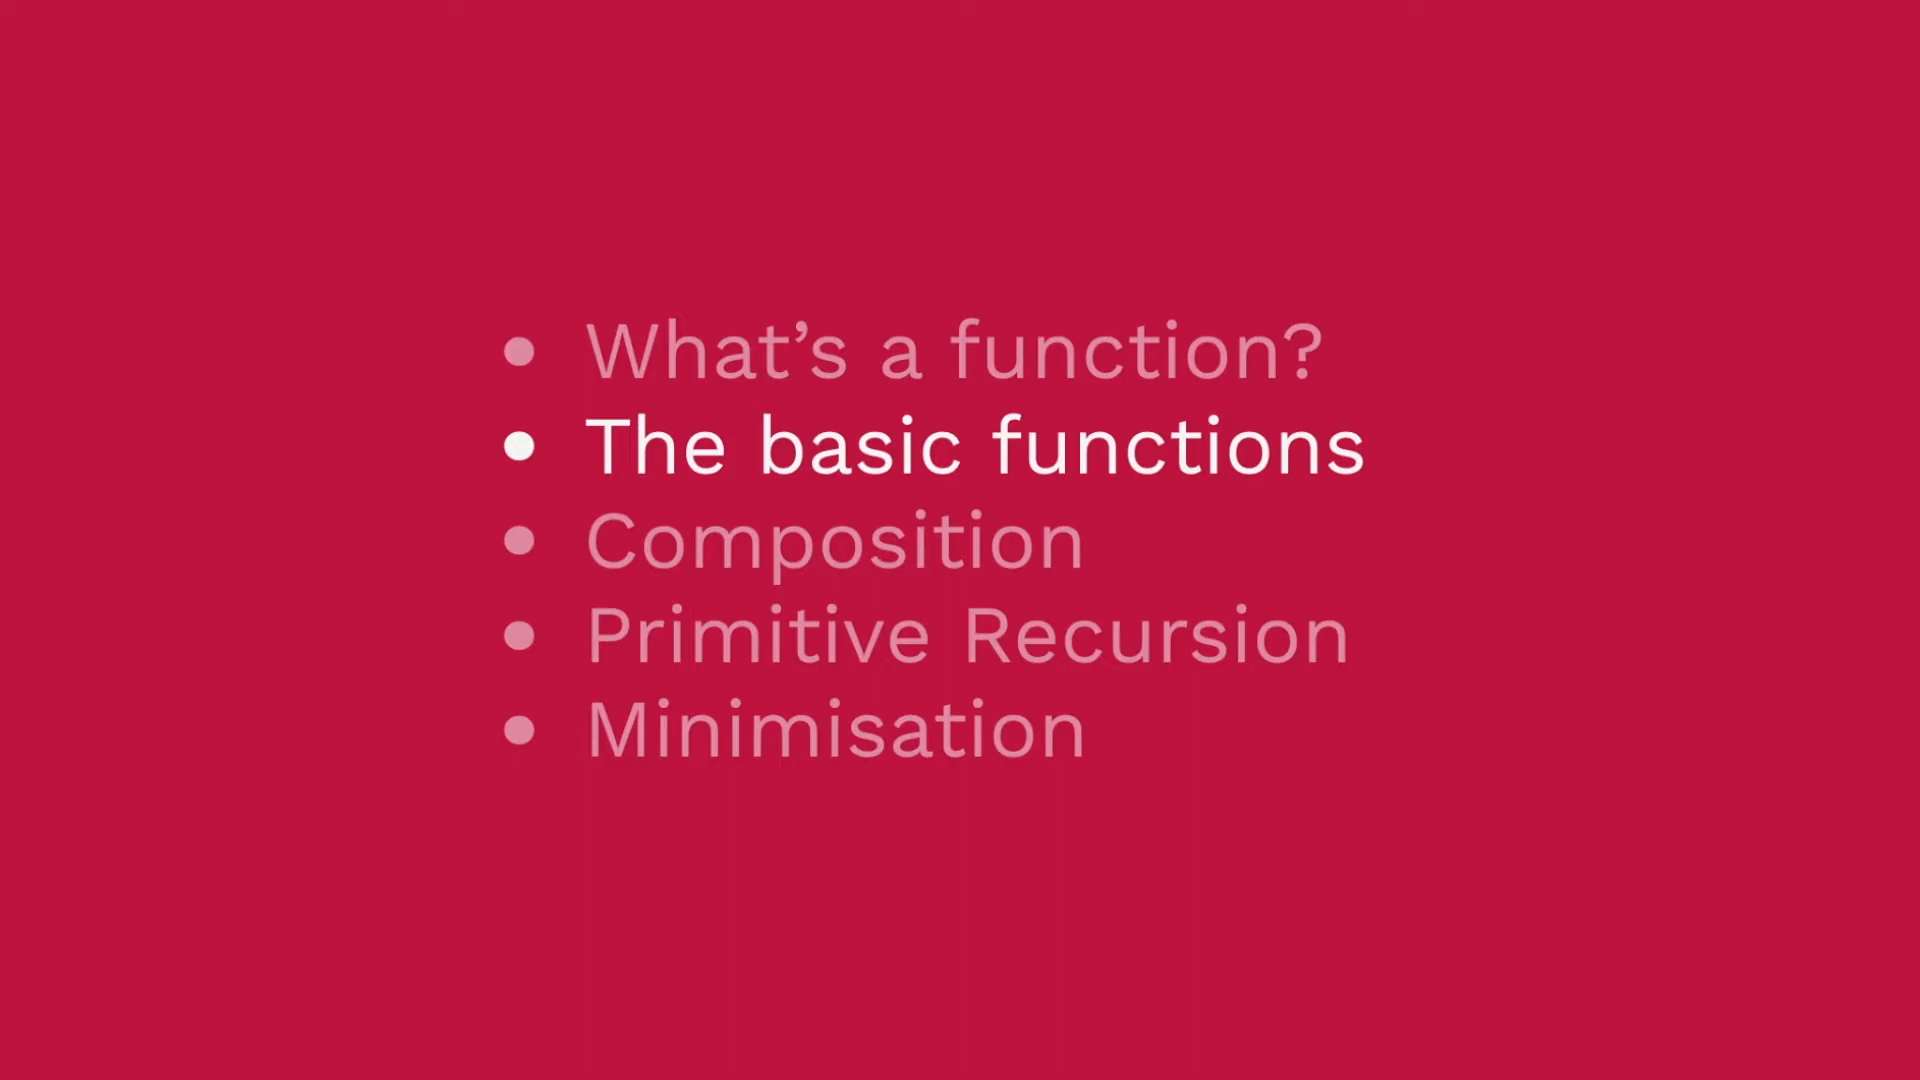 • What’s a function?
• The basic functions
• Composition
• Primitive Recursion
• Minimisation